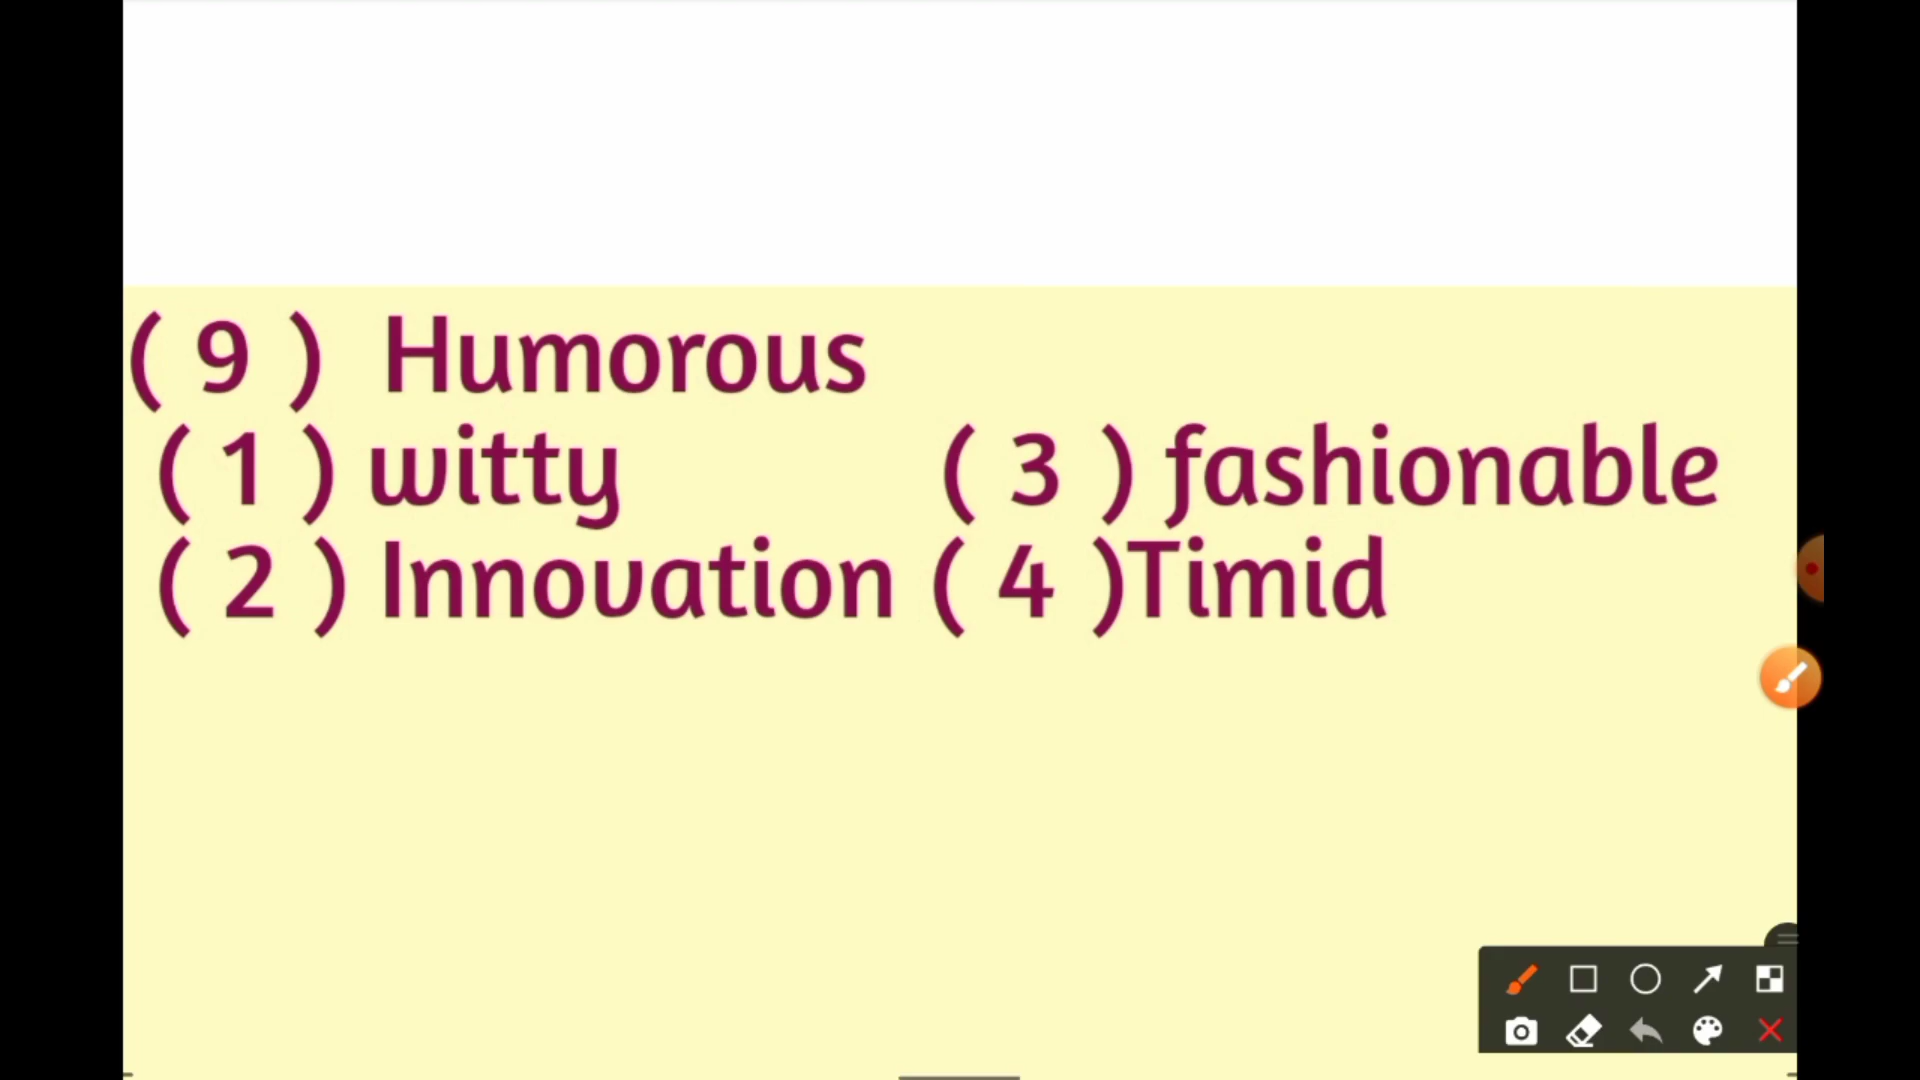 ( 9 ) Humorous
( 1 ) witty ( 3 ) fashionable
( 2 ) Innovation ( 4 )Timid